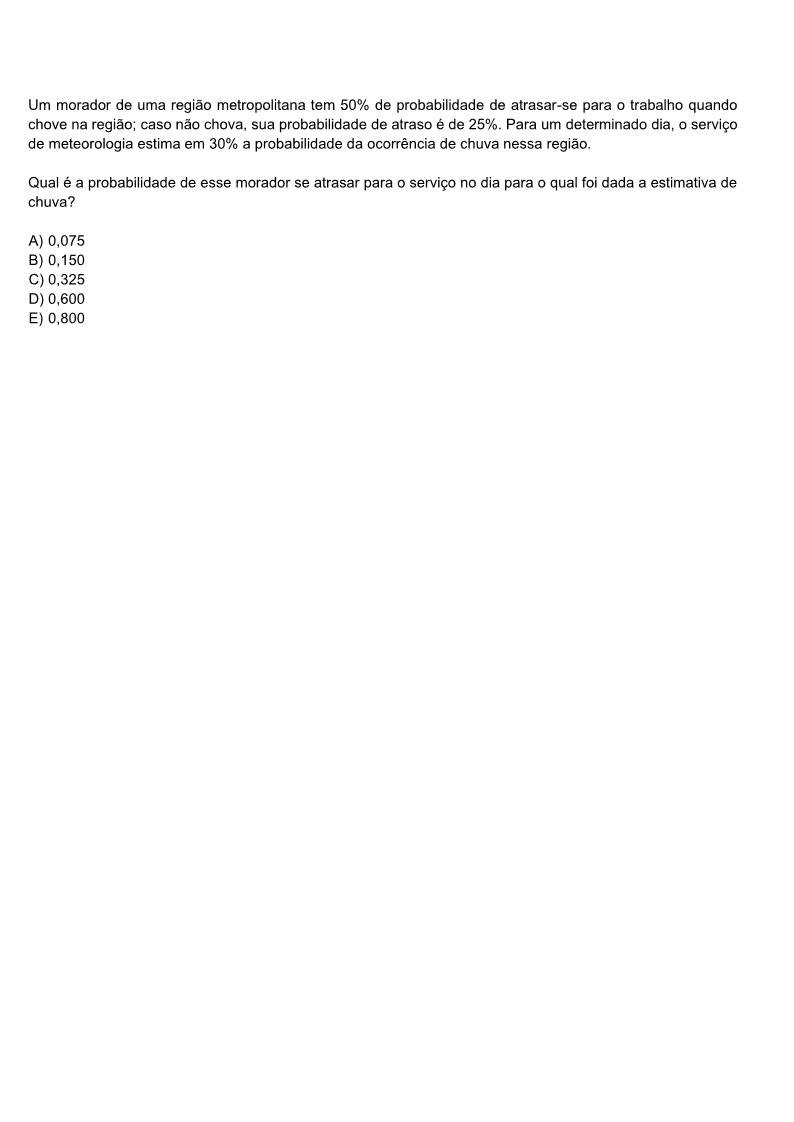 Um morador de uma região metropolitana tem 50% de probabilidade de atrasar-se para o trabalho quando
chove na região; caso não chova, sua probabilidade de atraso é de 25%. Para um determinado dia, o serviço
de meteorologia estima em 30% a probabilidade da ocorrência de chuva nessa região.
Qual é a probabilidade de esse morador se atrasar para o serviço no dia para o qual foi dada a estimativa de
chuva?
A) 0,075
B) 0,150
C) 0,325
D) 0,600
E) 0,800